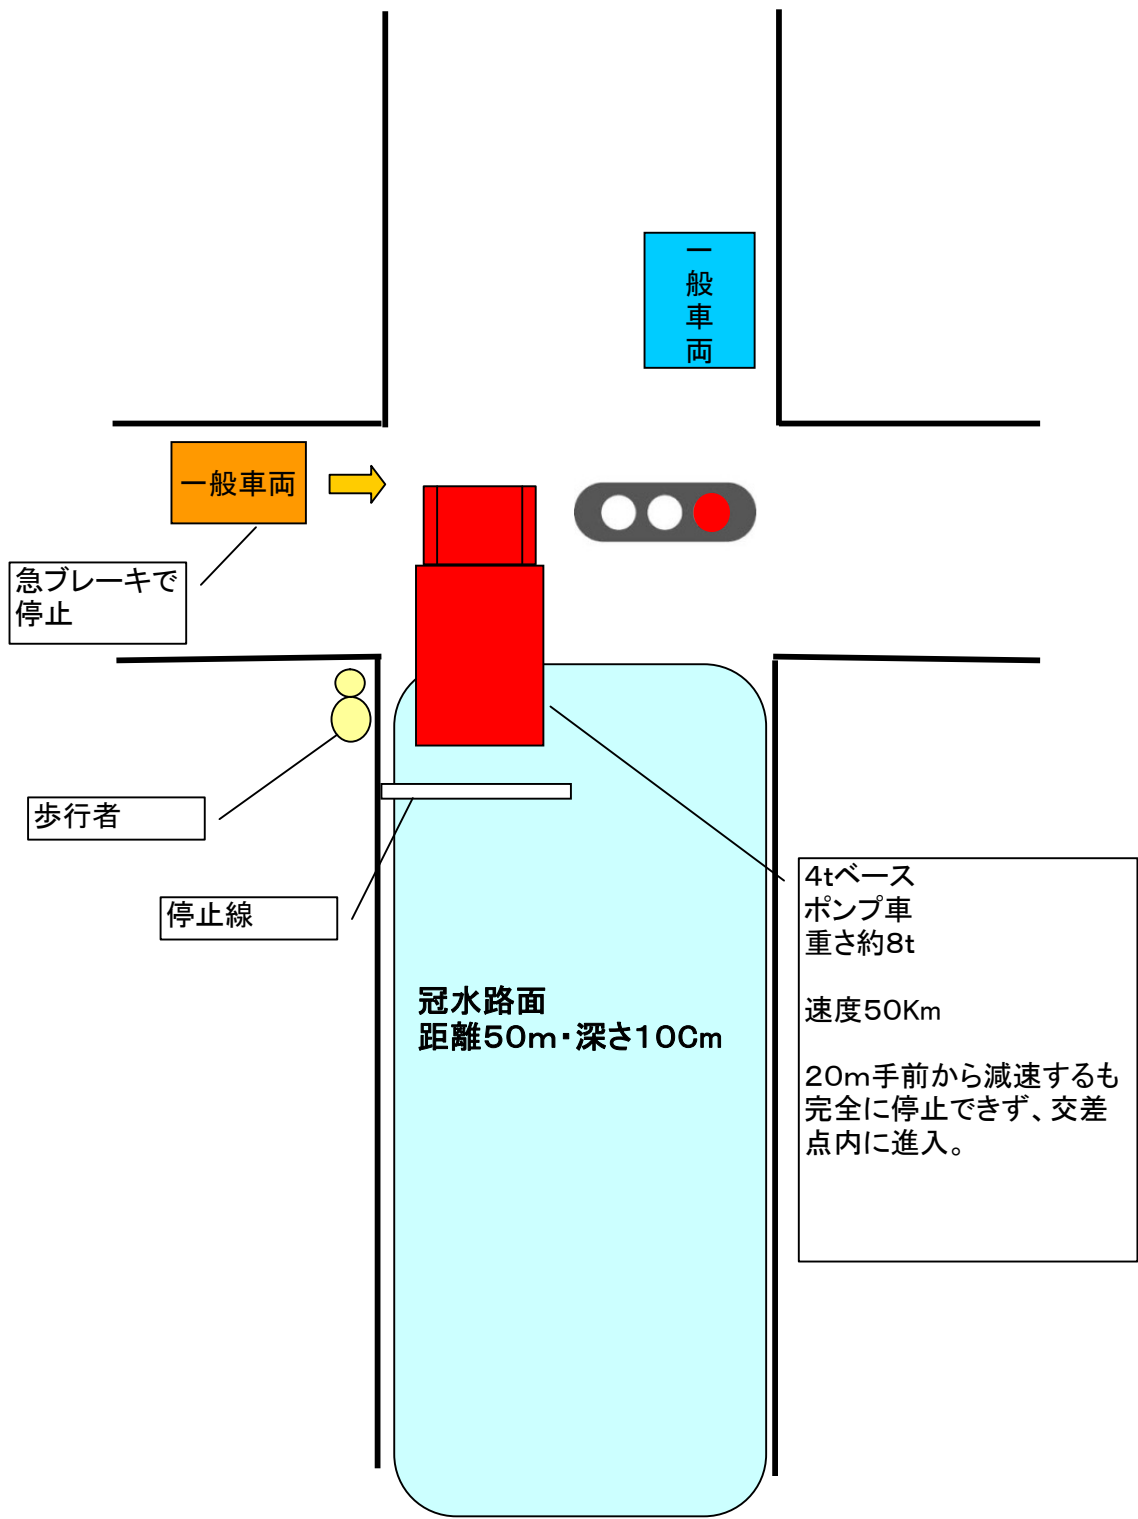 一
般
車
両
一般車両
急ブレーキで
停止
歩行者
停止線
4tベース
ポンプ車
重さ約8t
速度50Km
20m手前から減速するも
完全に停止できず、交差
点内に進入。
冠水路面
距離50m・深さ10Cm